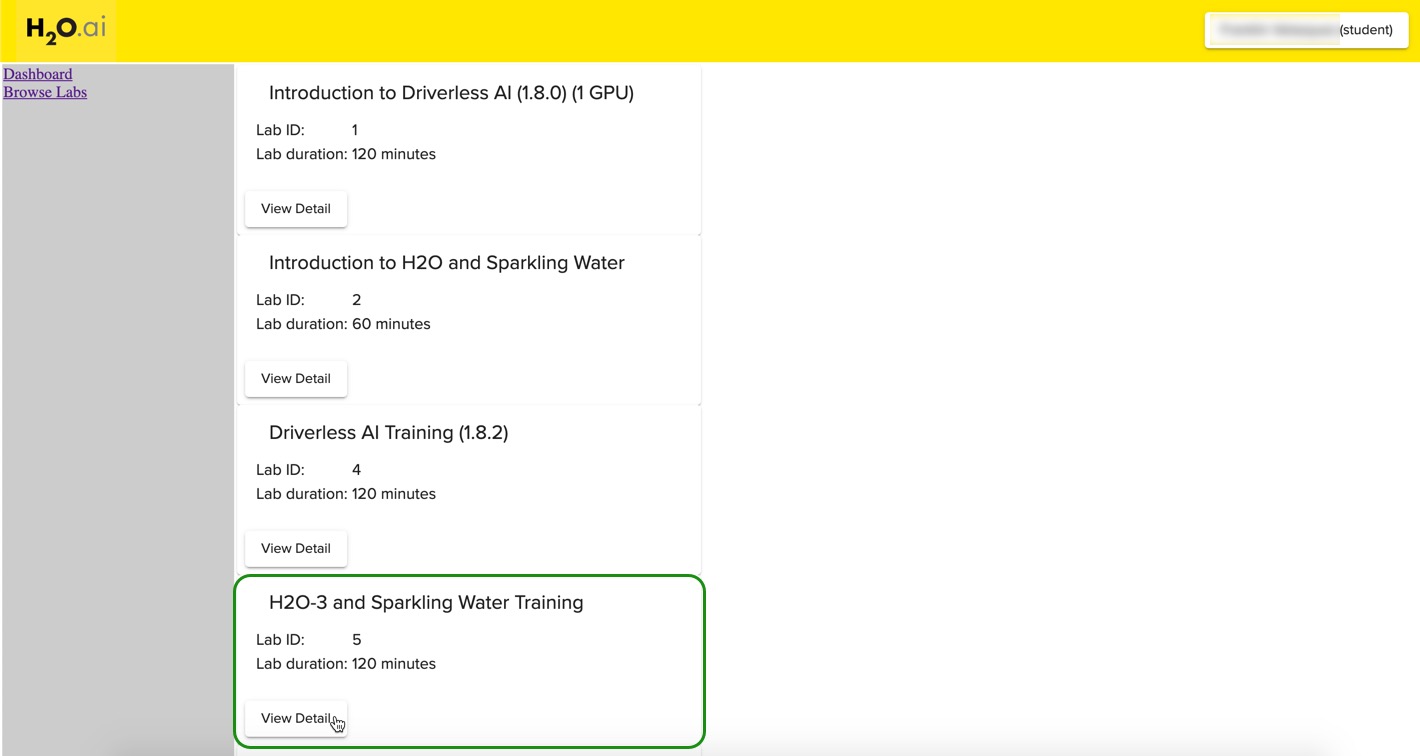 H2O.ai
(student)
Dashboard
Browse Labs
Introduction to Driverless AI (1.8.0) (1 GPU)
Lab ID: 1
Lab duration: 120 minutes
View Detail
Introduction to H2O and Sparkling Water
Lab ID: 2
Lab duration: 60 minutes
View Detail
Driverless AI Training (1.8.2)
Lab ID: 4
Lab duration: 120 minutes
View Detail
H2O-3 and Sparkling Water Training
Lab ID: 5
Lab duration: 120 minutes
View Detail